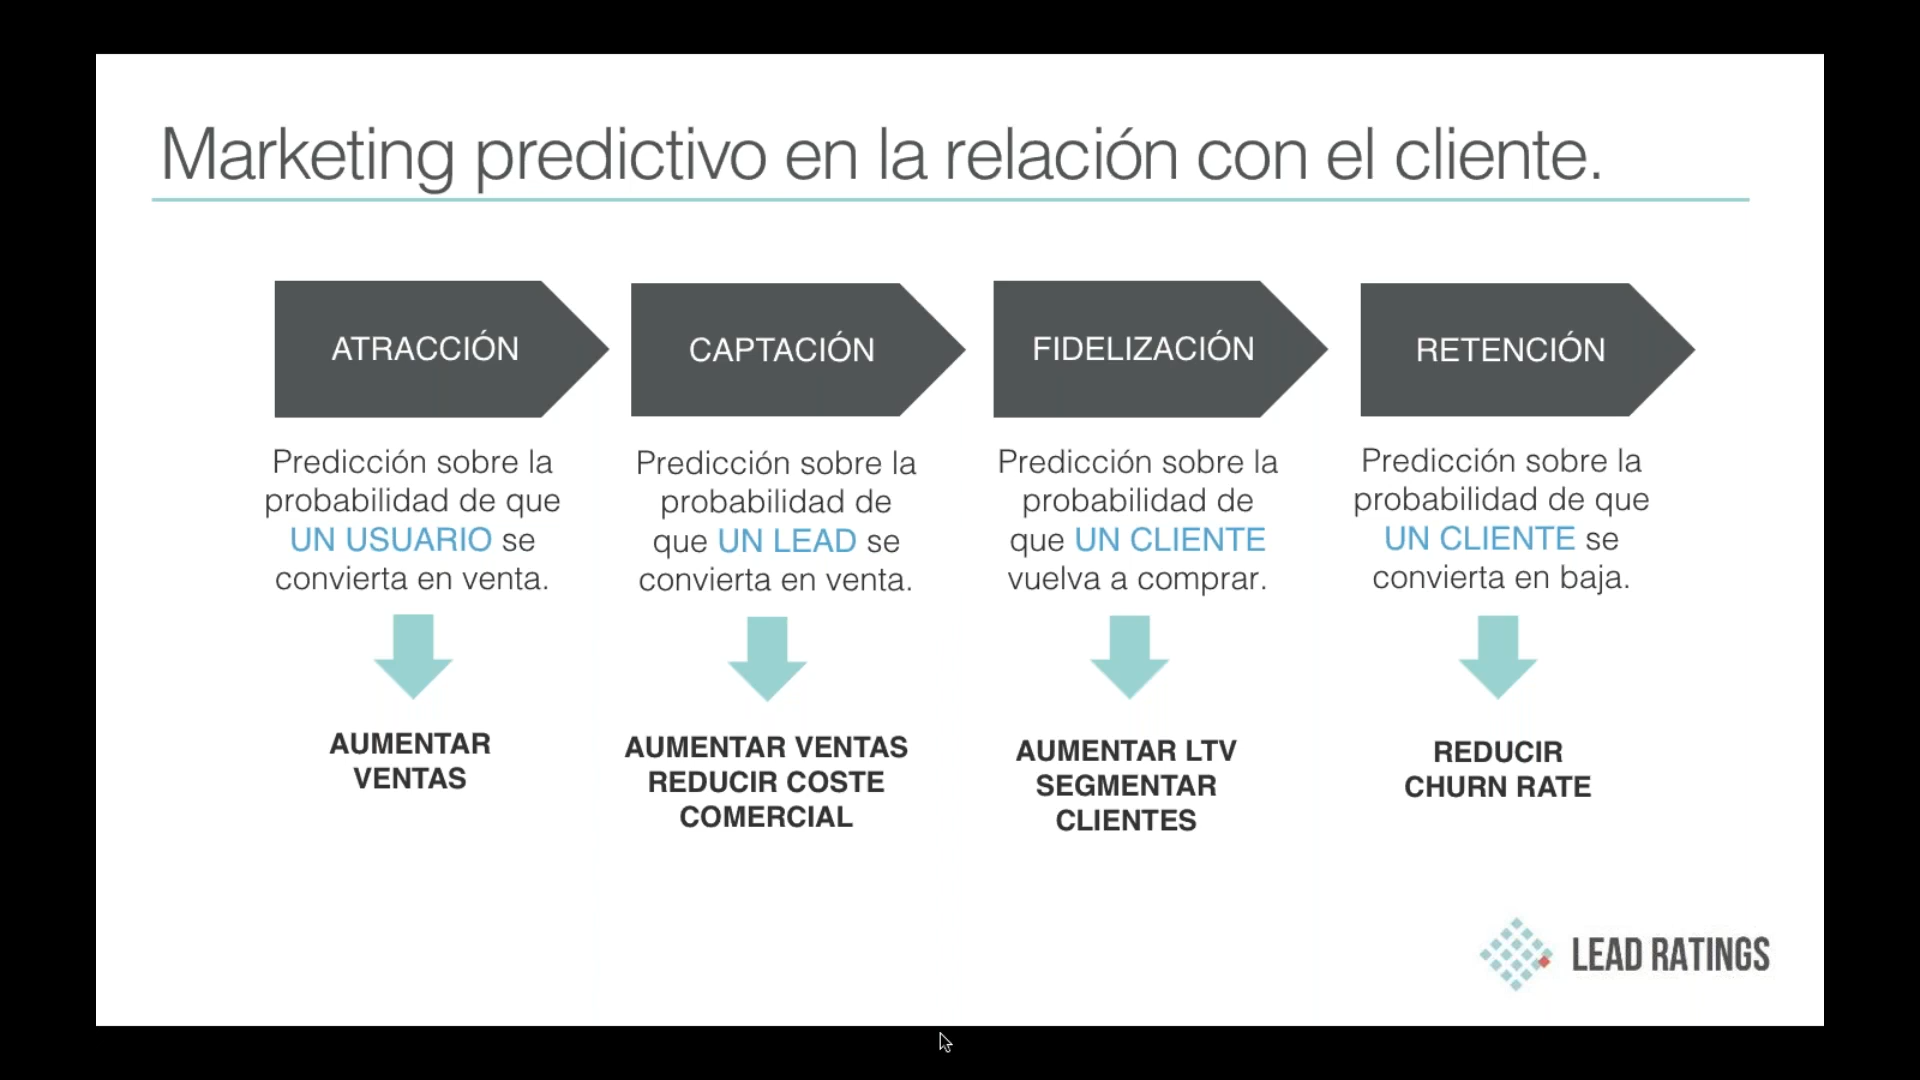 Marketing predictivo en la relación con el cliente.
ATRACCIÓN
Predicción sobre la
probabilidad de que
UN USUARIO se
convierta en venta.
AUMENTAR
VENTAS
CAPTACIÓN
Predicción sobre la
probabilidad de
que UN LEAD se
convierta en venta.
AUMENTAR VENTAS
REDUCIR COSTE
COMERCIAL
FIDELIZACIÓN
Predicción sobre la
probabilidad de
que UN CLIENTE
vuelva a comprar.
AUMENTAR LTV
SEGMENTAR
CLIENTES
RETENCIÓN
Predicción sobre la
probabilidad de que
UN CLIENTE se
convierta en baja.
REDUCIR
CHURN RATE
LEAD RATINGS